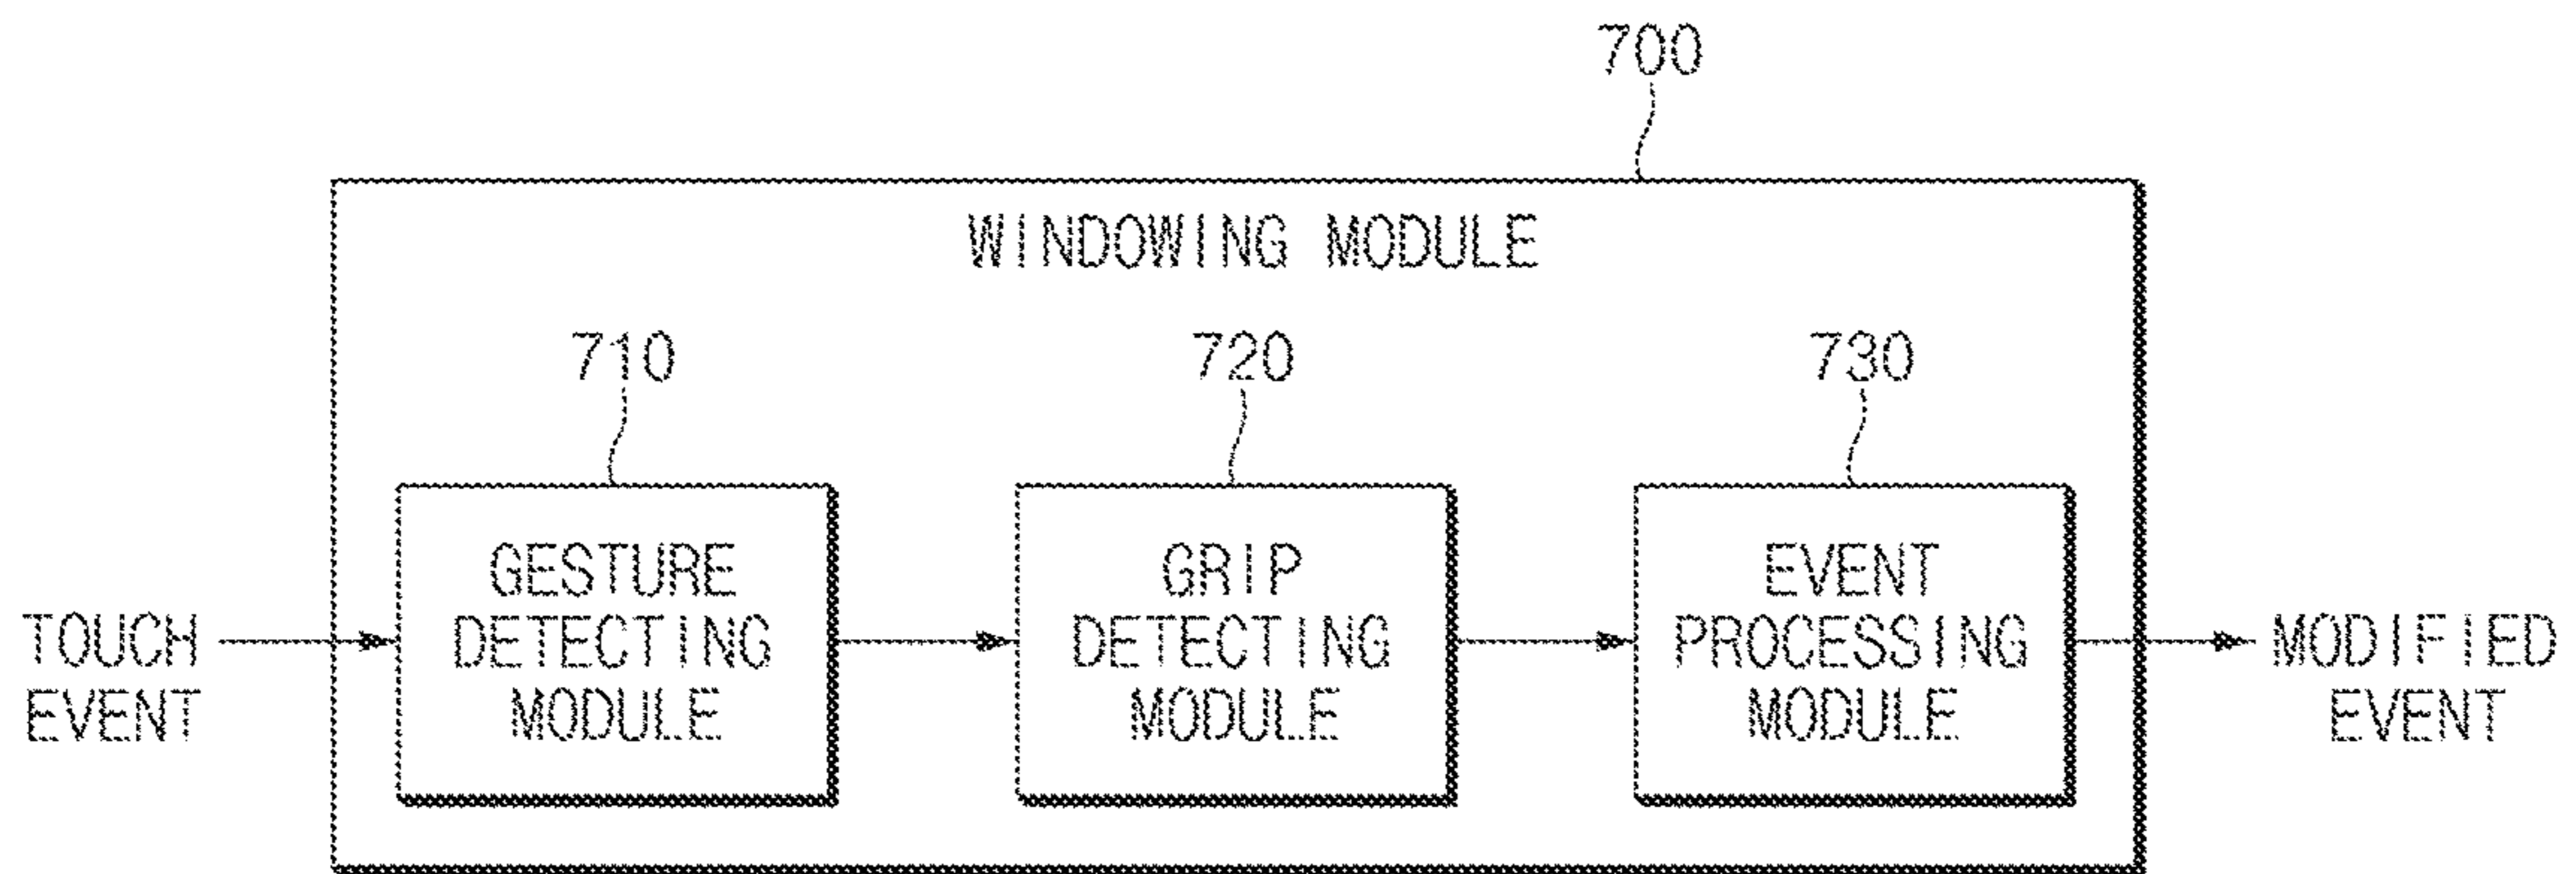 700
WINDOWING MODULE
710
720
730
TOUCH
EVENT
GESTURE
DETECTING
MODULE
GRIP
DETECTING
MODULE
EVENT
PROCESSING
MODULE
MODIFIED
EVENT